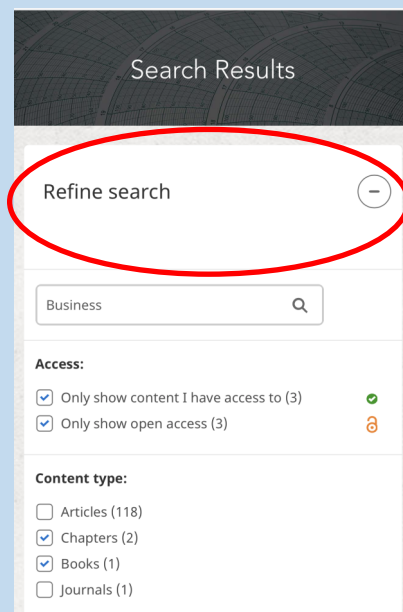 Search Results
Refine search
Business
Access:
Only show content I have access to (3)
Only show open access (3)
Content type:
Articles (118)
Chapters (2)
Books (1)
Journals (1)